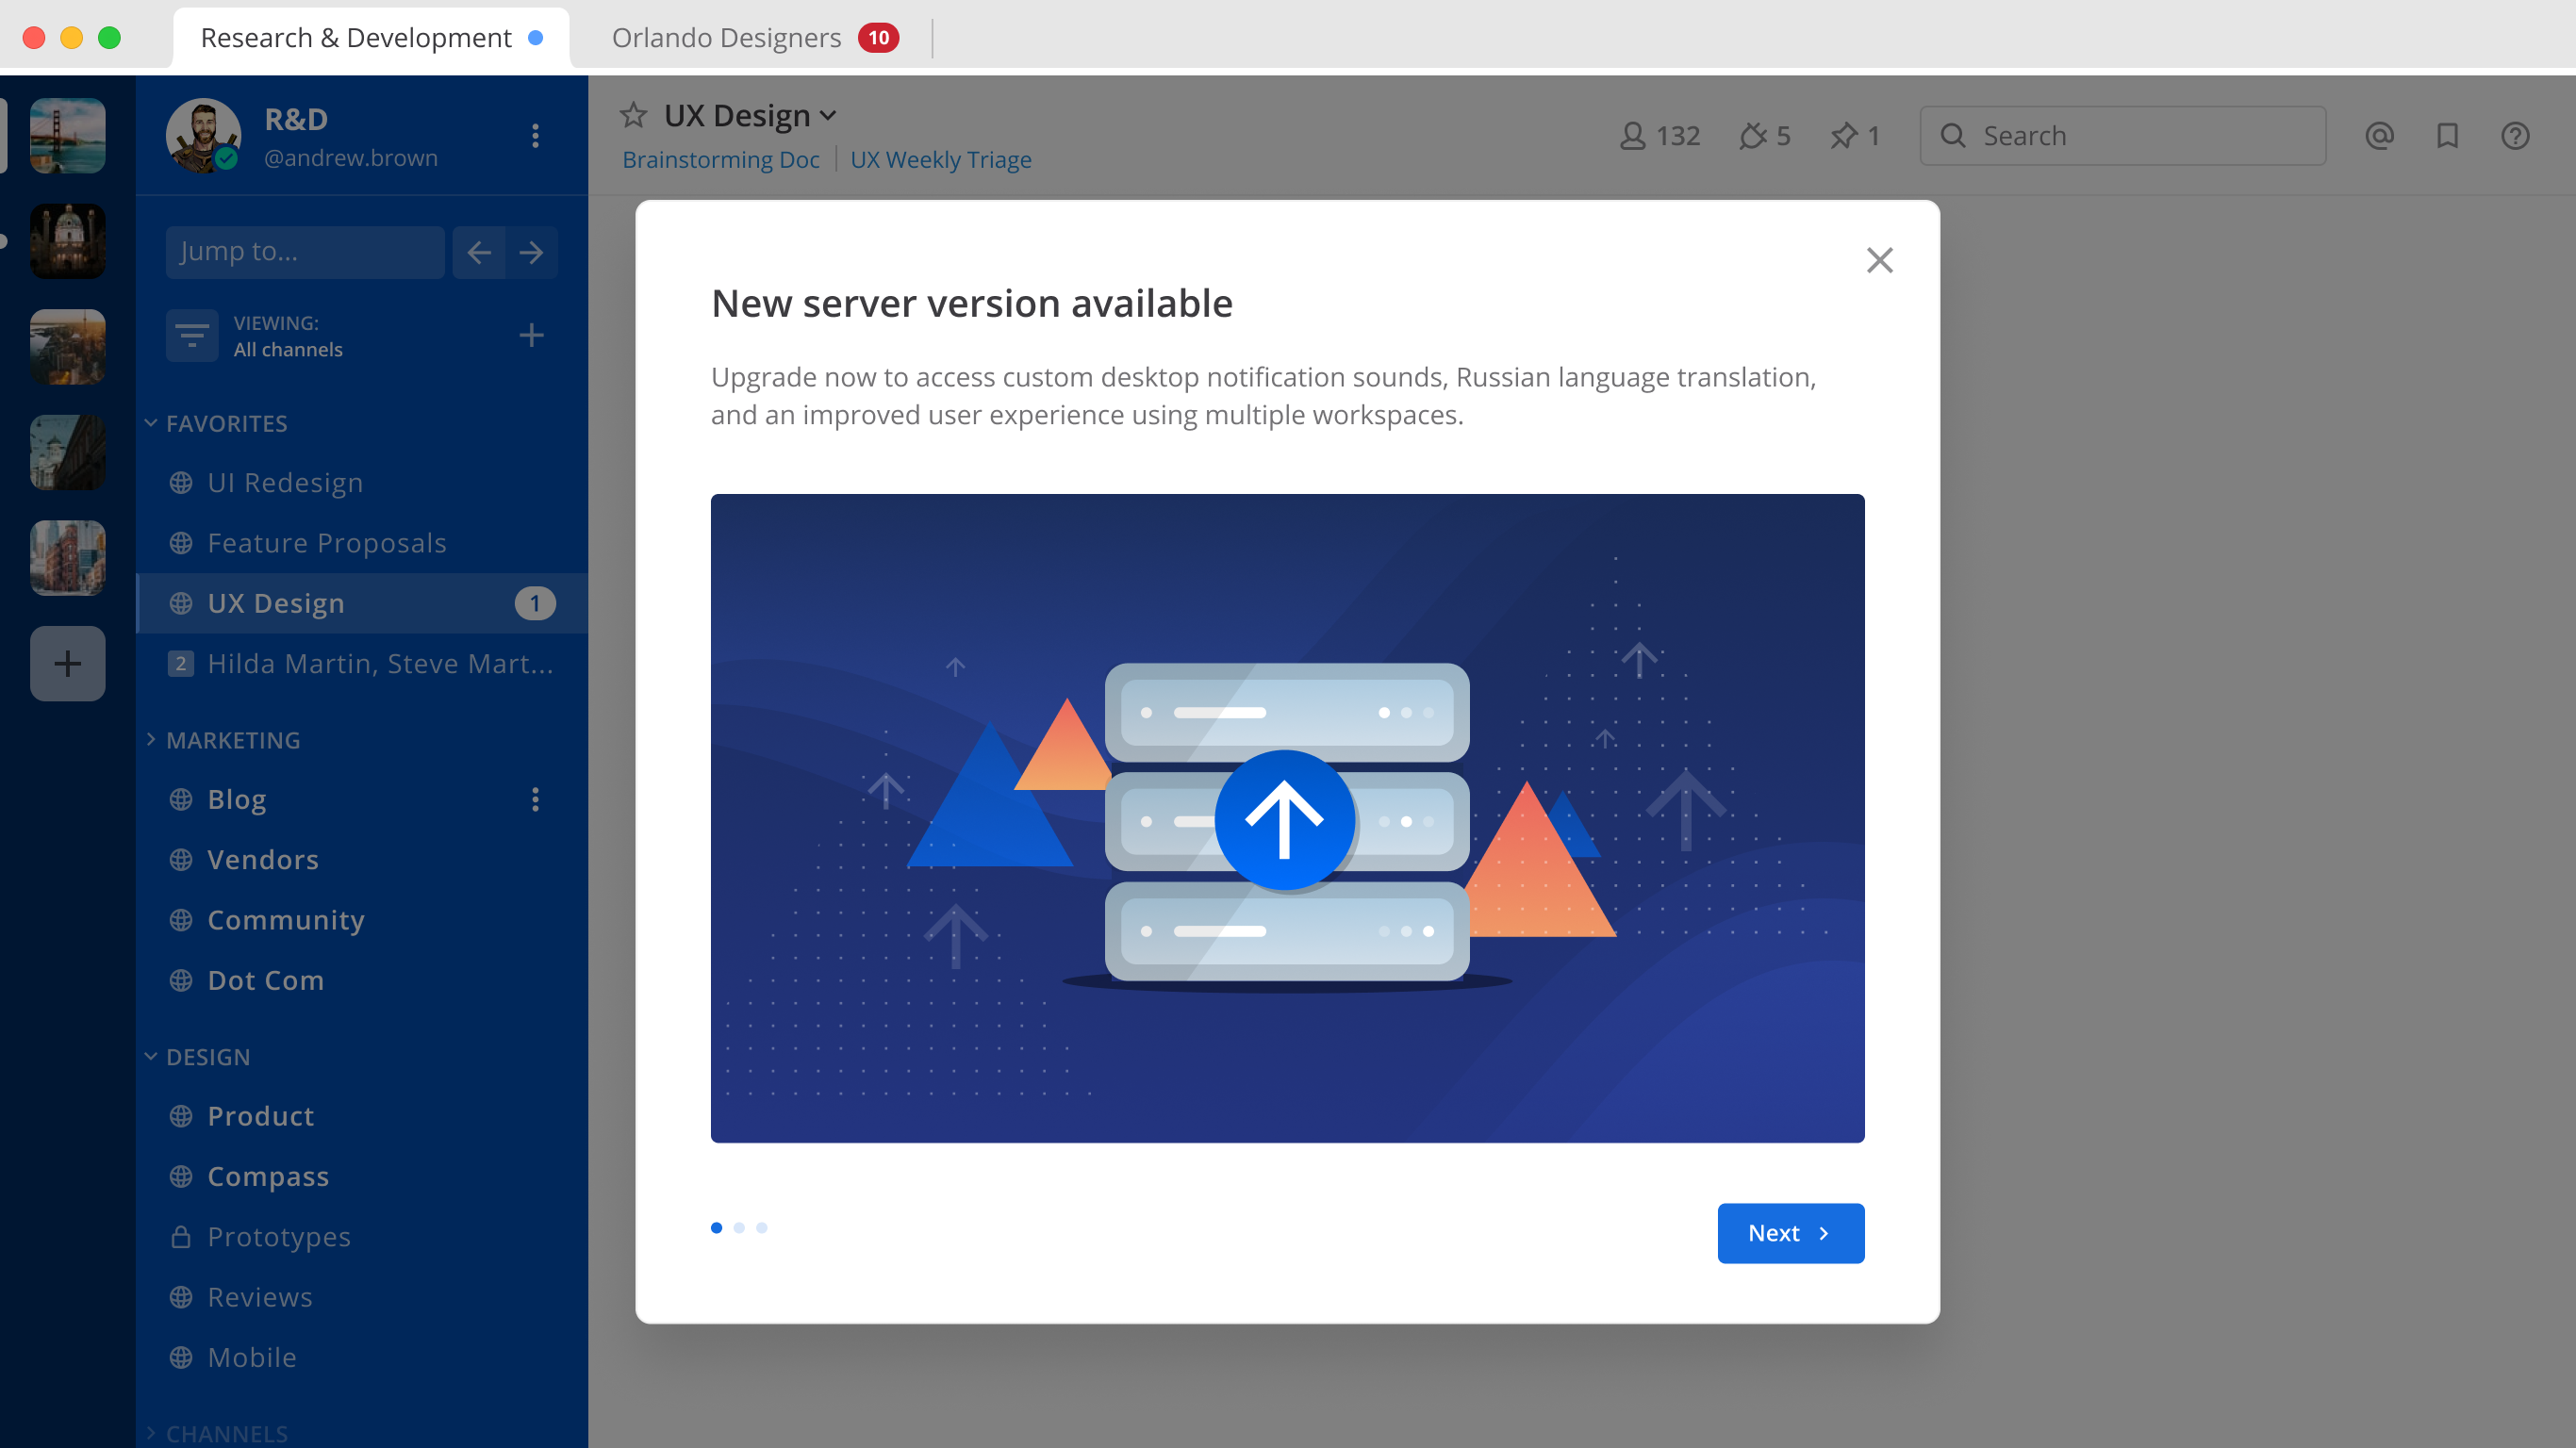 Research & Development
Orlando Designers 10
R&D
@andrew.brown
Jump to...
VIEWING:
All channels
FAVORITES
UI Redesign
Feature Proposals
UX Design 1
2 Hilda Martin, Steve Mart...
MARKETING
Blog
Vendors
Community
Dot Com
DESIGN
Product
Compass
Prototypes
Reviews
Mobile
CHANNELS
UX Design
132 5 1 Search
Brainstorming Doc UX Weekly Triage
New server version available
Upgrade now to access custom desktop notification sounds, Russian language translation,
and an improved user experience using multiple workspaces.
Next